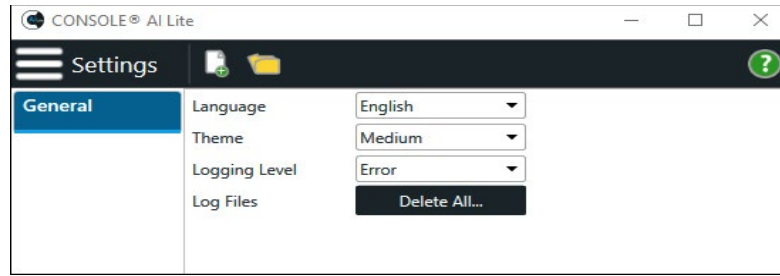 CONSOLE® AI Lite
Settings
?
General
Language English
Theme Medium
Logging Level Error
Log Files Delete All...